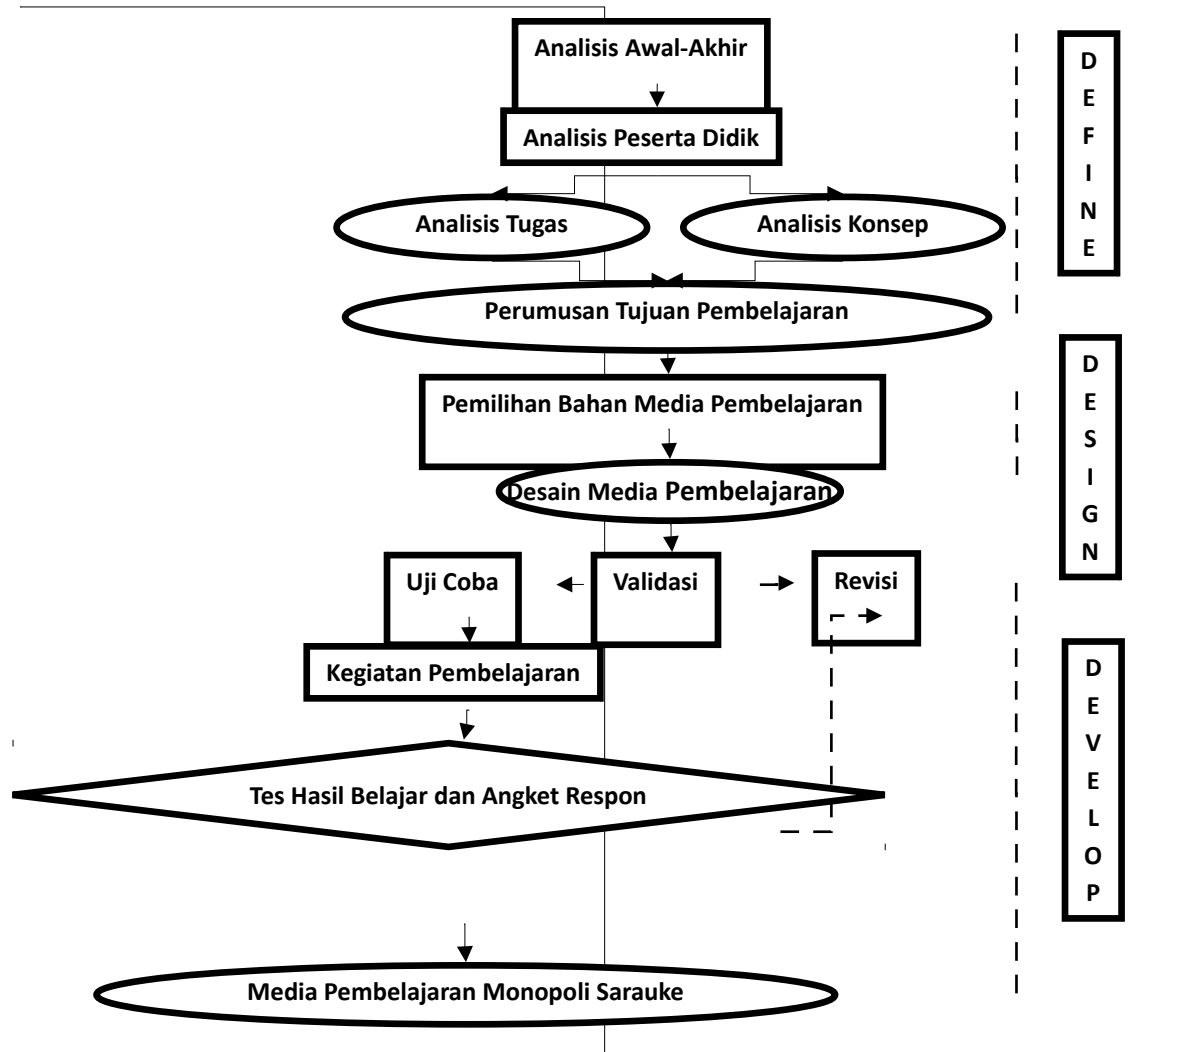 Analisis Awal-Akhir
Analisis Peserta Didik
Analisis Tugas
Analisis Konsep
Perumusan Tujuan Pembelajaran
Pemilihan Bahan Media Pembelajaran
Desain Media Pembelajaran
Uji Coba
Validasi
Revisi
Kegiatan Pembelajaran
Tes Hasil Belajar dan Angket Respon
Media Pembelajaran Monopoli Sarauke
D
E
F
I
N
E
D
E
S
I
G
N
D
E
V
E
L
O
P